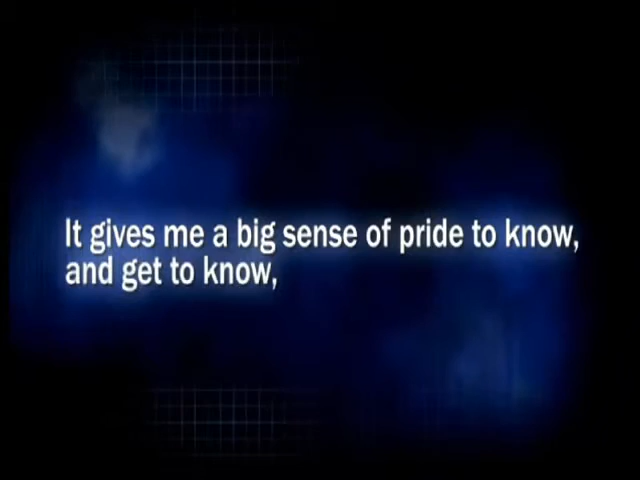 It gives me a big sense of pride to know,
and get to know,